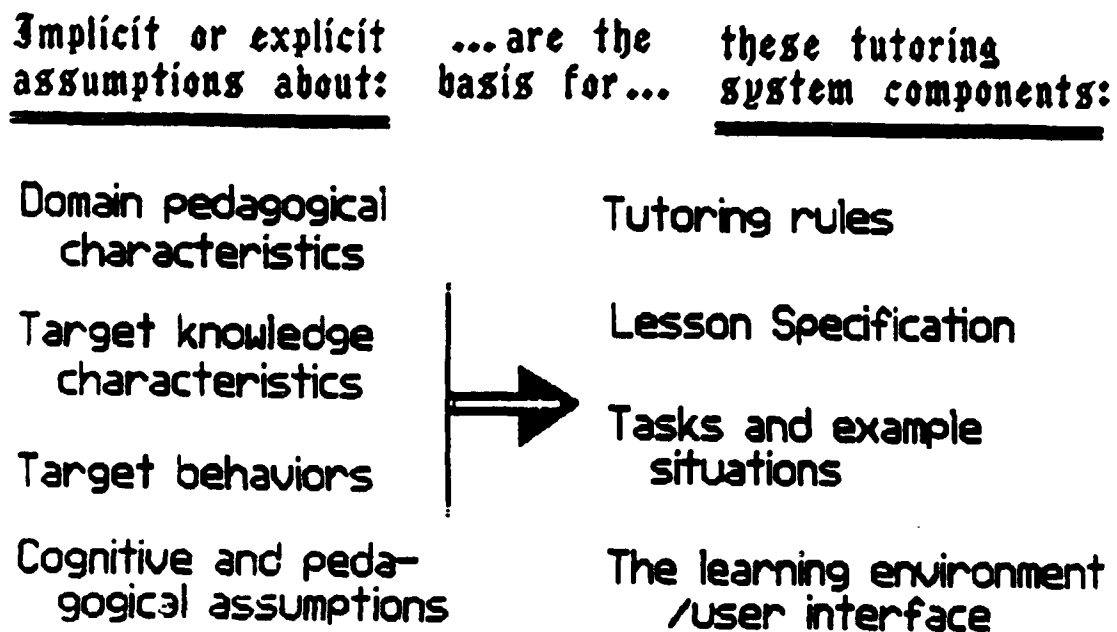 Implicit or explicit
assumptions about:
...are the
basis for...
these tutoring
system components:
Domain pedagogical
characteristics
Target knowledge
characteristics
Target behaviors
Cognitive and peda-
gogical assumptions
Tutoring rules
Lesson Specification
Tasks and example
situations
The learning environment
/user interface